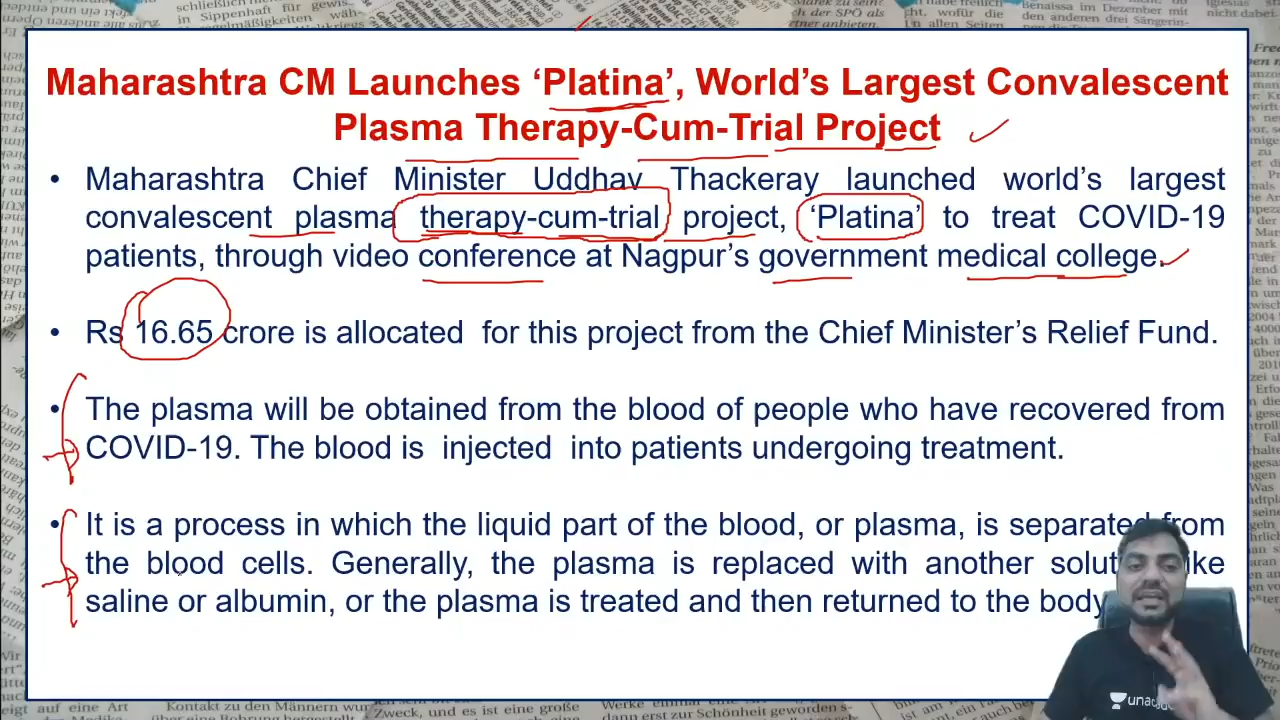 Maharashtra CM Launches ‘Platina’, World’s Largest Convalescent
Plasma Therapy-Cum-Trial Project
• Maharashtra Chief Minister Uddhav Thackeray launched world’s largest
convalescent plasma therapy-cum-trial project, ‘Platina’ to treat COVID-19
patients, through video conference at Nagpur’s government medical college.
• Rs 16.65 crore is allocated for this project from the Chief Minister’s Relief Fund.
• The plasma will be obtained from the blood of people who have recovered from
COVID-19. The blood is injected into patients undergoing treatment.
• It is a process in which the liquid part of the blood, or plasma, is separated from
the blood cells. Generally, the plasma is replaced with another
saline or albumin, or the plasma is treated and then returned to the body